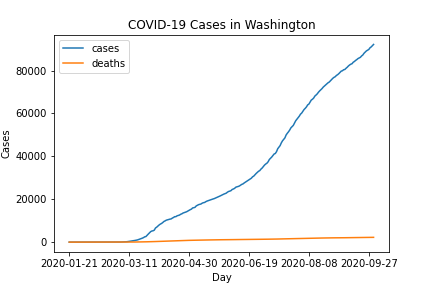 COVID-19 Cases in Washington
cases
deaths
80000
60000
40000
20000
0
Cases
2020-01-21 2020-03-11 2020-04-30 2020-06-19 2020-08-08 2020-09-27
Day